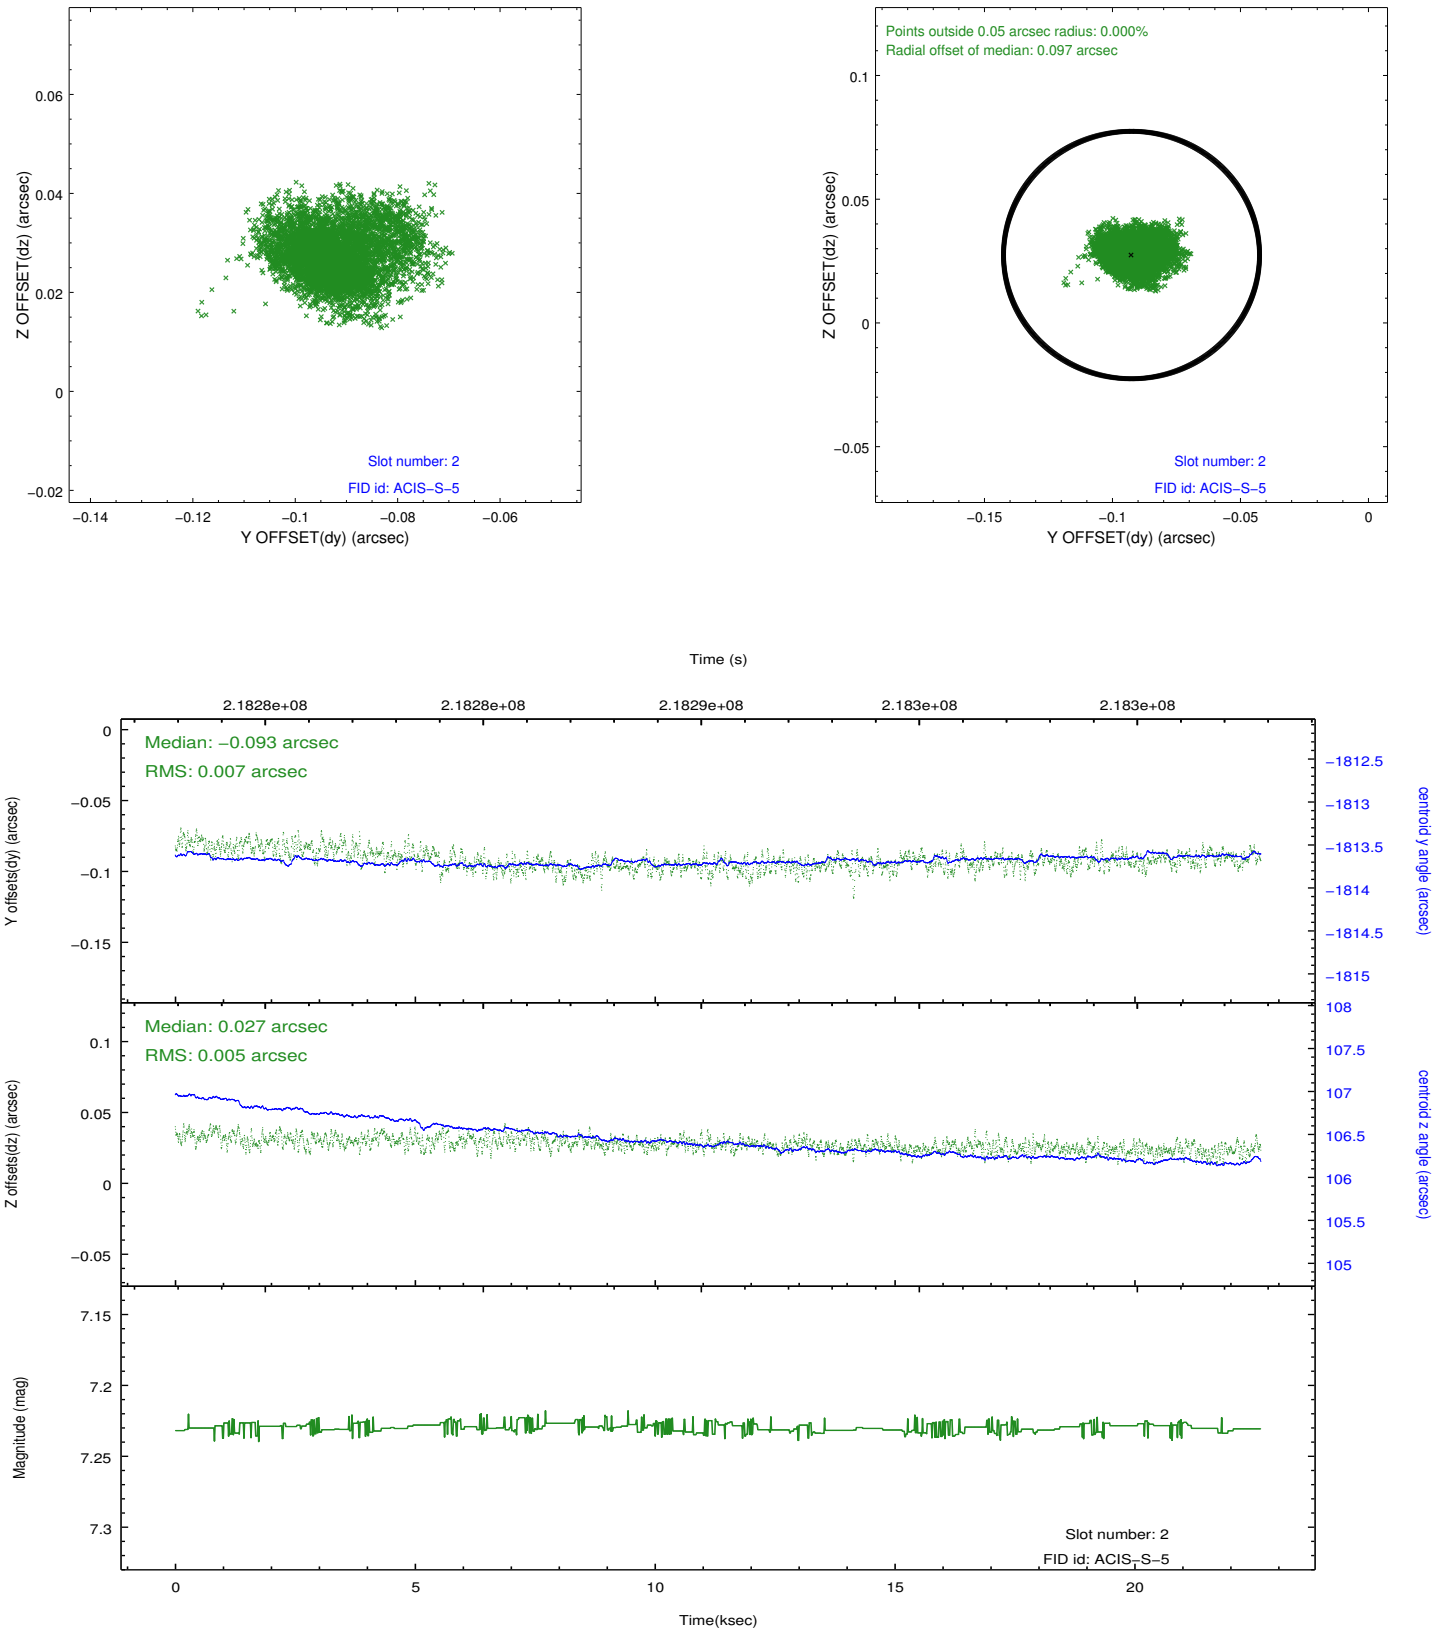 0.06
0.04
0.02
0
−0.02
Z OFFSET(dz) (arcsec)
Slot number: 2
FID id: ACIS−S−5
−0.14
−0.12
−0.1
−0.08
−0.06
Y OFFSET(dy) (arcsec)
Points outside 0.05 arcsec radius: 0.000%
Radial offset of median: 0.097 arcsec
0.1
0.05
0
−0.05
Z OFFSET(dz) (arcsec)
Slot number: 2
FID id: ACIS−S−5
−0.15
−0.1
−0.05
0
Y OFFSET(dy) (arcsec)
Time (s)
2.1828e+08
2.1828e+08
2.1829e+08
2.183e+08
2.183e+08
Median: −0.093 arcsec
RMS: 0.007 arcsec
0
−0.05
−0.1
−0.15
Y offsets(dy) (arcsec)
−1812.5
−1813
−1813.5
−1814
−1814.5
−1815
centroid y angle (arcsec)
Median: 0.027 arcsec
RMS: 0.005 arcsec
0.1
0.05
0
−0.05
Z offsets(dz) (arcsec)
108
107.5
107
106.5
106
105.5
105
centroid z angle (arcsec)
7.15
7.2
7.25
7.3
Magnitude (mag)
Slot number: 2
FID id: ACIS−S−5
0
5
10
15
20
Time(ksec)